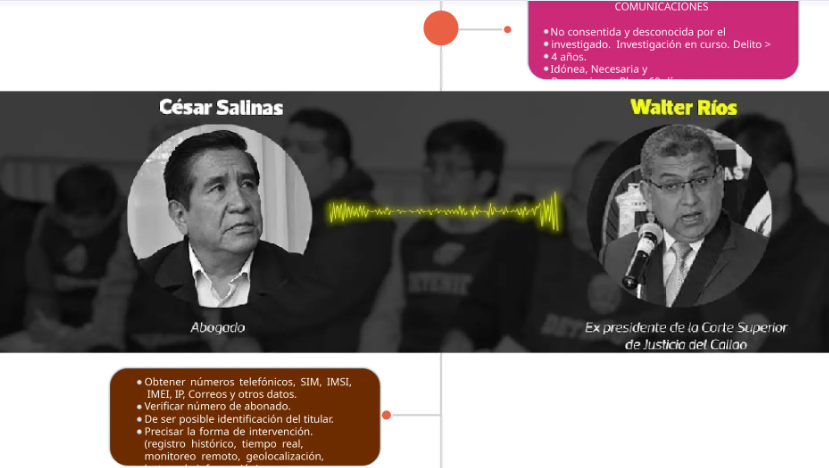 COMUNICACIONES
No consentida y desconocida por el
investigado. Investigación en curso. Delito >
4 años.
Idónea, Necesaria y
César Salinas
Walter Ríos
Abogado
Ex presidente de la Corte Superior
de Justicia del Callao
Obtener números telefónicos, SIM, IMSI,
IMEI, IP, Correos y otros datos.
Verificar número de abonado.
De ser posible identificación del titular.
Precisar la forma de intervención.
(registro histórico, tiempo real,
monitoreo remoto, geolocalización,